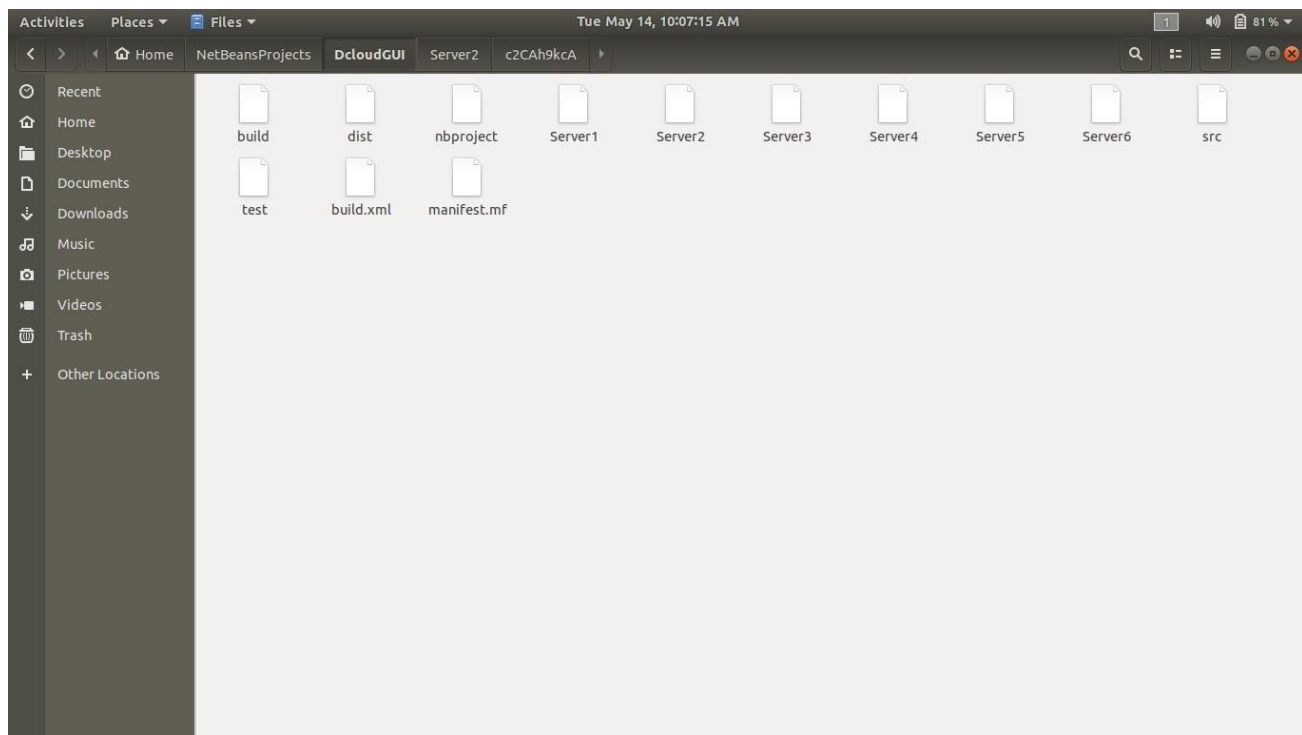 Activities Places Files Tue May 14, 10:07:15 AM 1 81%
Home NetBeansProjects DcloudGUI Server2 c2CAh9kcA
Recent
Home
Desktop
Documents
Downloads
Music
Pictures
Videos
Trash
+ Other Locations
build dist nbproject Server1 Server2 Server3 Server4 Server5 Server6 src
test build.xml manifest.mf